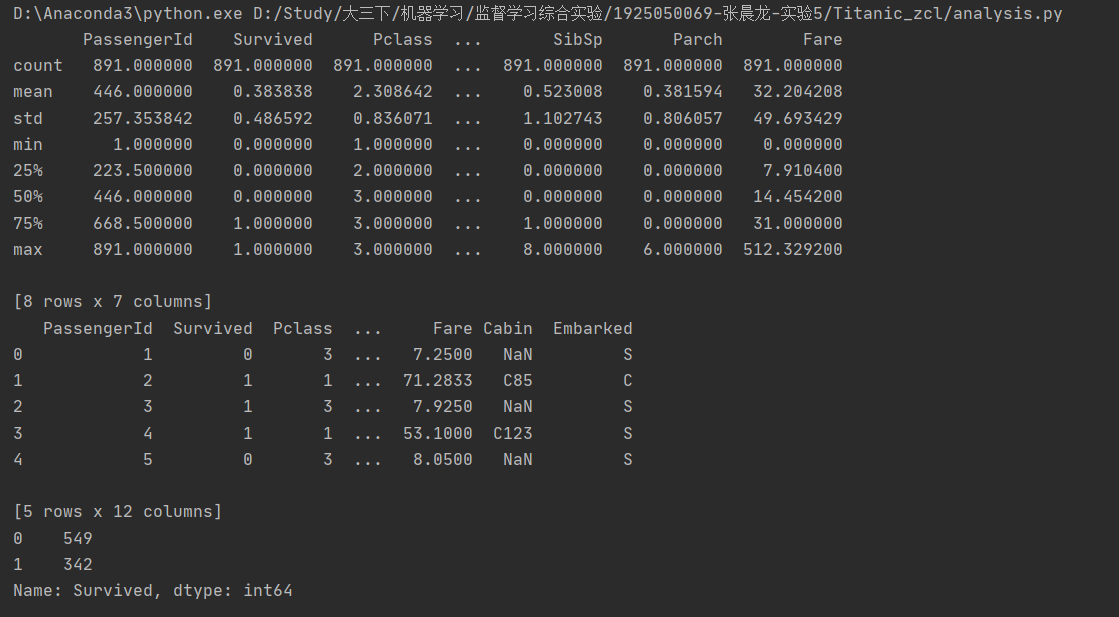 D:\Anaconda3\python.exe D:/Study/大三下/机器学习/监督学习综合实验/1925050069-张晨龙-实验5/Titanic_zcl/analysis.py
       PassengerId    Survived      Pclass  ...       SibSp       Parch        Fare
count   891.000000  891.000000  891.000000  ...  891.000000  891.000000  891.000000
mean    446.000000    0.383838    2.308642  ...    0.523008    0.381594   32.204208
std     257.353842    0.486592    0.836071  ...    1.102743    0.806057   49.693429
min       1.000000    0.000000    1.000000  ...    0.000000    0.000000    0.000000
25%     223.500000    0.000000    2.000000  ...    0.000000    0.000000    7.910400
50%     446.000000    0.000000    3.000000  ...    0.000000    0.000000   14.454200
75%     668.500000    1.000000    3.000000  ...    1.000000    0.000000   31.000000
max     891.000000    1.000000    3.000000  ...    8.000000    6.000000  512.329200
[8 rows x 7 columns]
   PassengerId  Survived  Pclass  ...     Fare Cabin  Embarked
0            1         0       3  ...   7.2500   NaN         S
1            2         1       1  ...  71.2833   C85         C
2            3         1       3  ...   7.9250   NaN         S
3            4         1       1  ...  53.1000  C123         S
4            5         0       3  ...   8.0500   NaN         S
[5 rows x 12 columns]
0    549
1    342
Name: Survived, dtype: int64